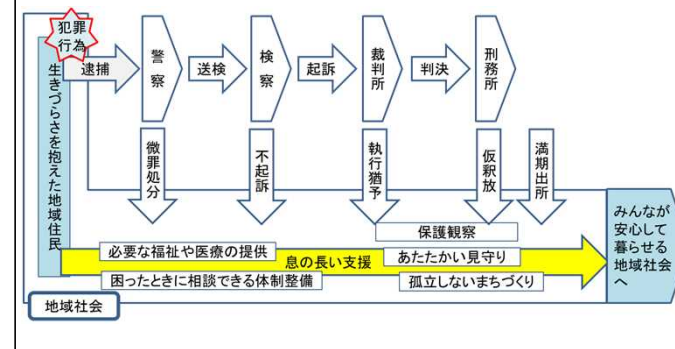 犯罪
行為
生きづらさを抱えた地域住民
逮捕
警察
送検
検察
起訴
裁判所
判決
刑務所
微罪処分
不起訴
執行猶予
仮釈放
満期出所
保護観察
必要な福祉や医療の提供
息の長い支援
あたたかい見守り
困ったときに相談できる体制整備
孤立しないまちづくり
みんなが
安心して
暮らせる
地域社会
へ
地域社会